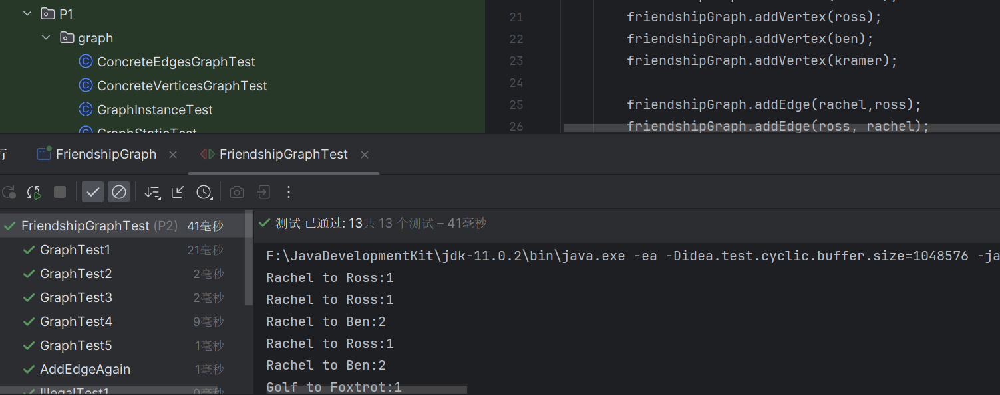 P1
graph
ConcreteEdgesGraphTest
ConcreteVerticesGraphTest
GraphInstanceTest
GraphStaticTest
21 friendshipGraph.addVertex(ross);
22 friendshipGraph.addVertex(ben);
23 friendshipGraph.addVertex(kramer);
24
25 friendshipGraph.addEdge(rachel,ross);
26 friendshipGraph.addEdge(ross, rachel);
行 FriendshipGraph × FriendshipGraphTest ×
FriendshipGraphTest (P2) 41毫秒
GraphTest1 21毫秒
GraphTest2 2毫秒
GraphTest3 2毫秒
GraphTest4 9毫秒
GraphTest5 1毫秒
AddEdgeAgain 1毫秒
IllegalTest1 0毫秒
测试 已通过: 13共 13 个测试 – 41毫秒
F:\JavaDevelopmentKit\jdk-11.0.2\bin\java.exe -ea -Didea.test.cyclic.buffer.size=1048576 -ja
Rachel to Ross:1
Rachel to Ross:1
Rachel to Ben:2
Rachel to Ross:1
Rachel to Ben:2
Golf to Foxtrot:1